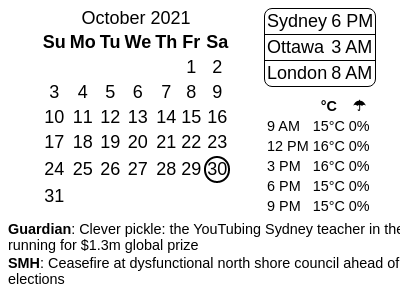 October 2021
Su Mo Tu We Th Fr Sa
1 2
3 4 5 6 7 8 9
10 11 12 13 14 15 16
17 18 19 20 21 22 23
24 25 26 27 28 29 30
31
Sydney 6 PM
Ottawa 3 AM
London 8 AM
°C ☂
9 AM 15°C 0%
12 PM 16°C 0%
3 PM 16°C 0%
6 PM 15°C 0%
9 PM 15°C 0%
Guardian: Clever pickle: the YouTubing Sydney teacher in the
running for $1.3m global prize
SMH: Ceasefire at dysfunctional north shore council ahead of
elections